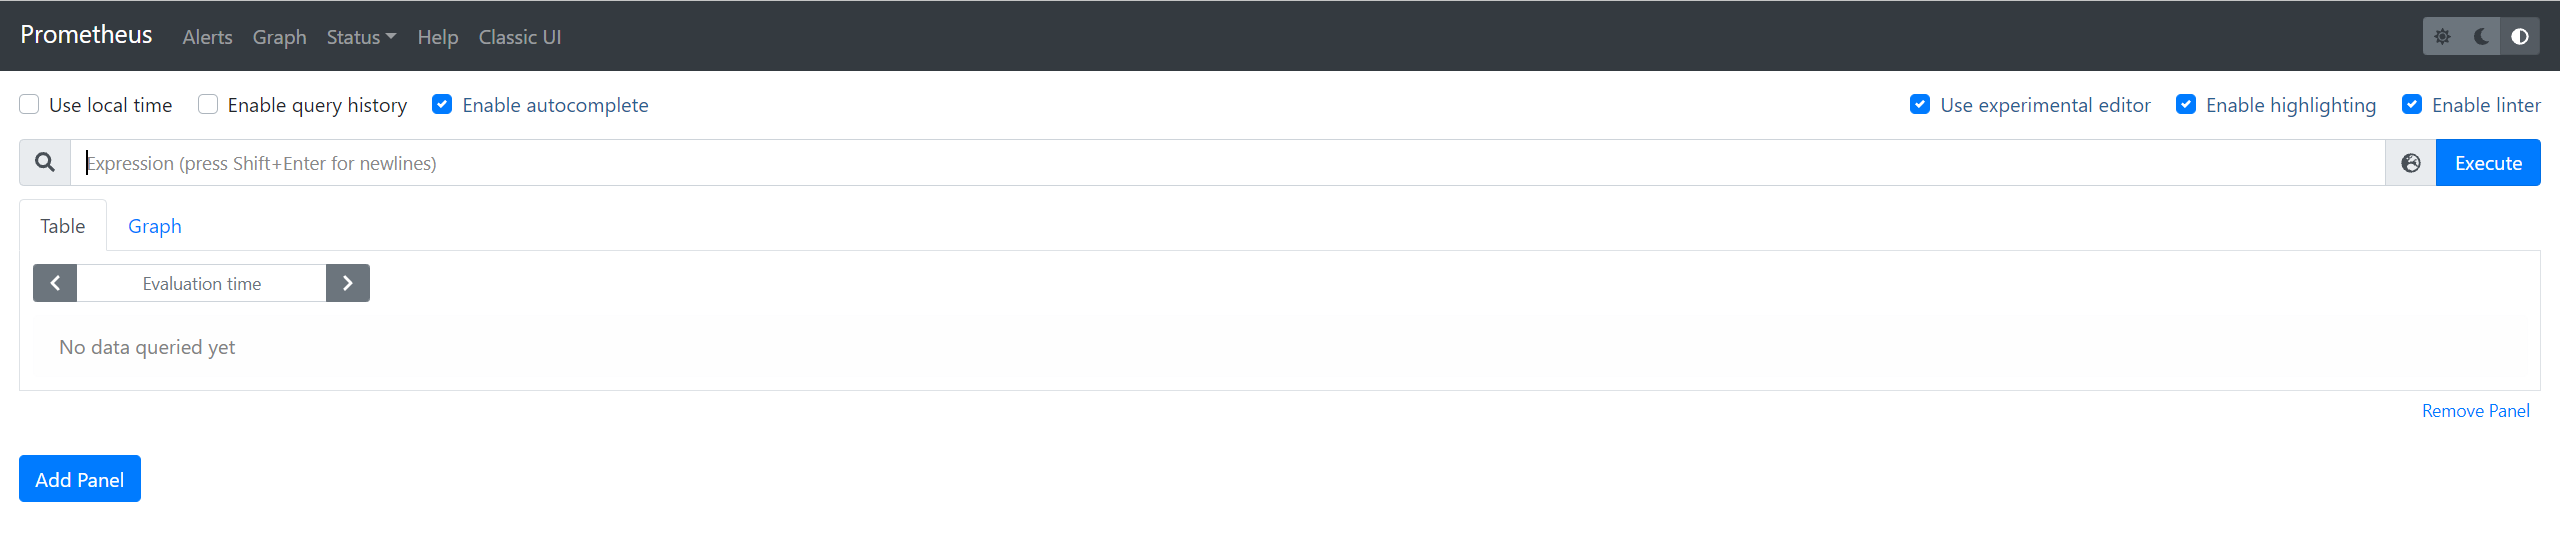 Prometheus Alerts Graph Status Help Classic UI
Use local time Enable query history Enable autocomplete Use experimental editor Enable highlighting Enable linter
Expression (press Shift+Enter for newlines) Execute
Table Graph
Evaluation time
No data queried yet
Remove Panel
Add Panel